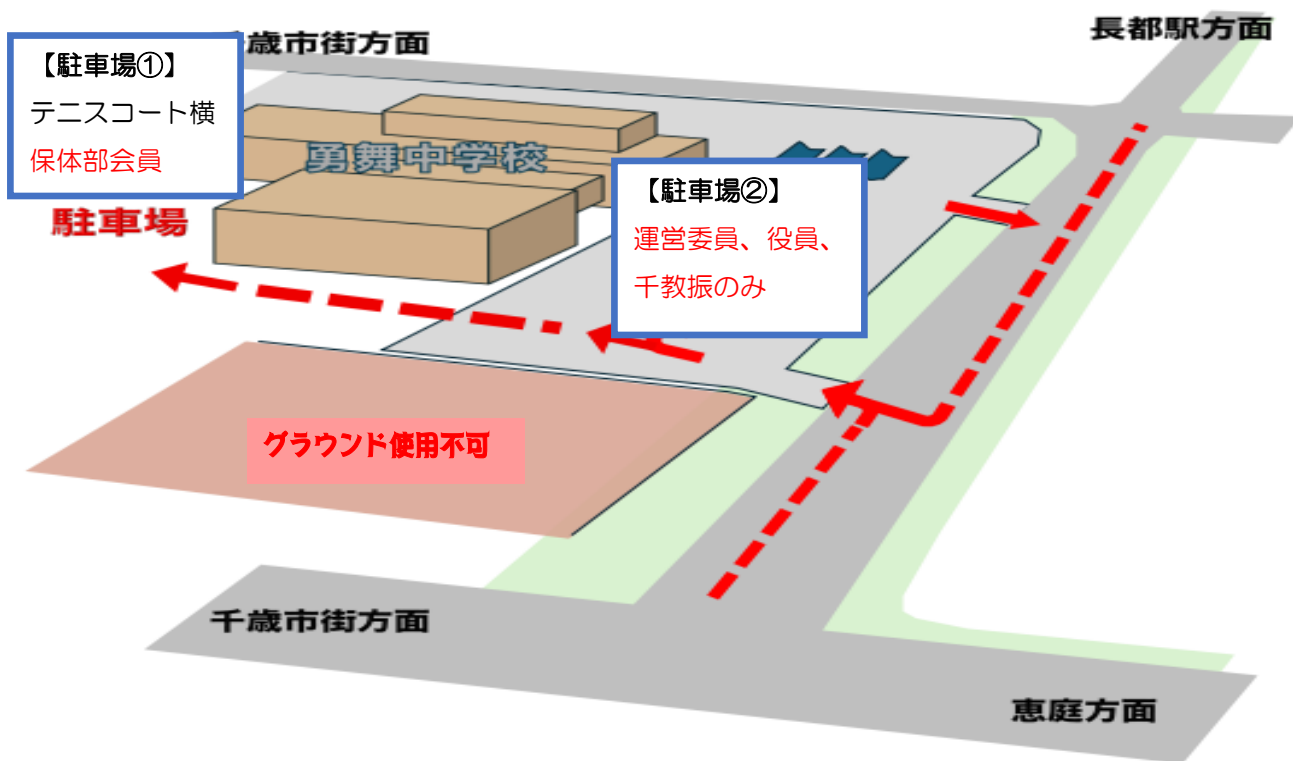 千歳市街方面
長都駅方面
【駐車場①】
テニスコート横
保体部会員
勇舞中学校
【駐車場②】
運営委員、役員、
千教振のみ
駐車場
グラウンド使用不可
千歳市街方面
恵庭方面